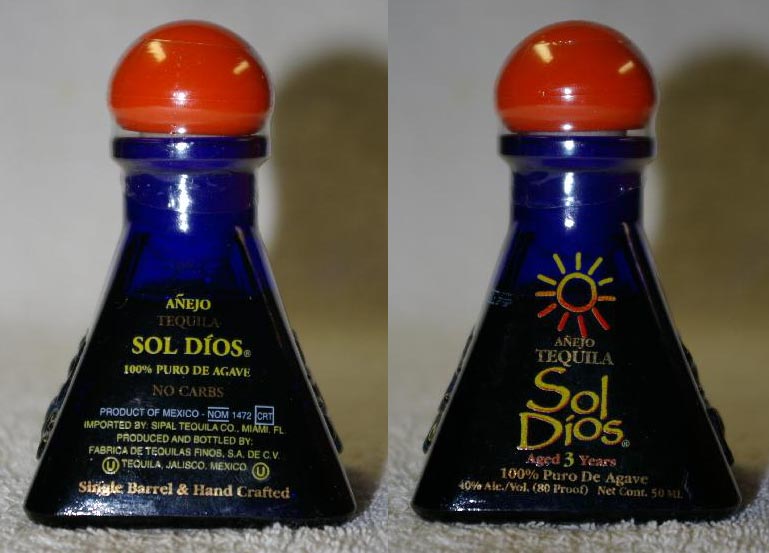 AÑEJO
TEQUILA
SOL DÍOS®
100% PURO DE AGAVE
NO CARBS
PRODUCT OF MEXICO - NOM 1472 CRT
IMPORTED BY: SIPAL TEQUILA CO., MIAMI, FL
PRODUCED AND BOTTLED BY:
FABRICA DE TEQUILAS FINOS, S.A. DE C.V.
U TEQUILA, JALISCO, MEXICO U
Single Barrel & Hand Crafted
AÑEJO
TEQUILA
Sol
Díos®
Aged 3 Years
100% Puro De Agave
40% Alc./Vol. (80 Proof) Net Cont. 50 ML